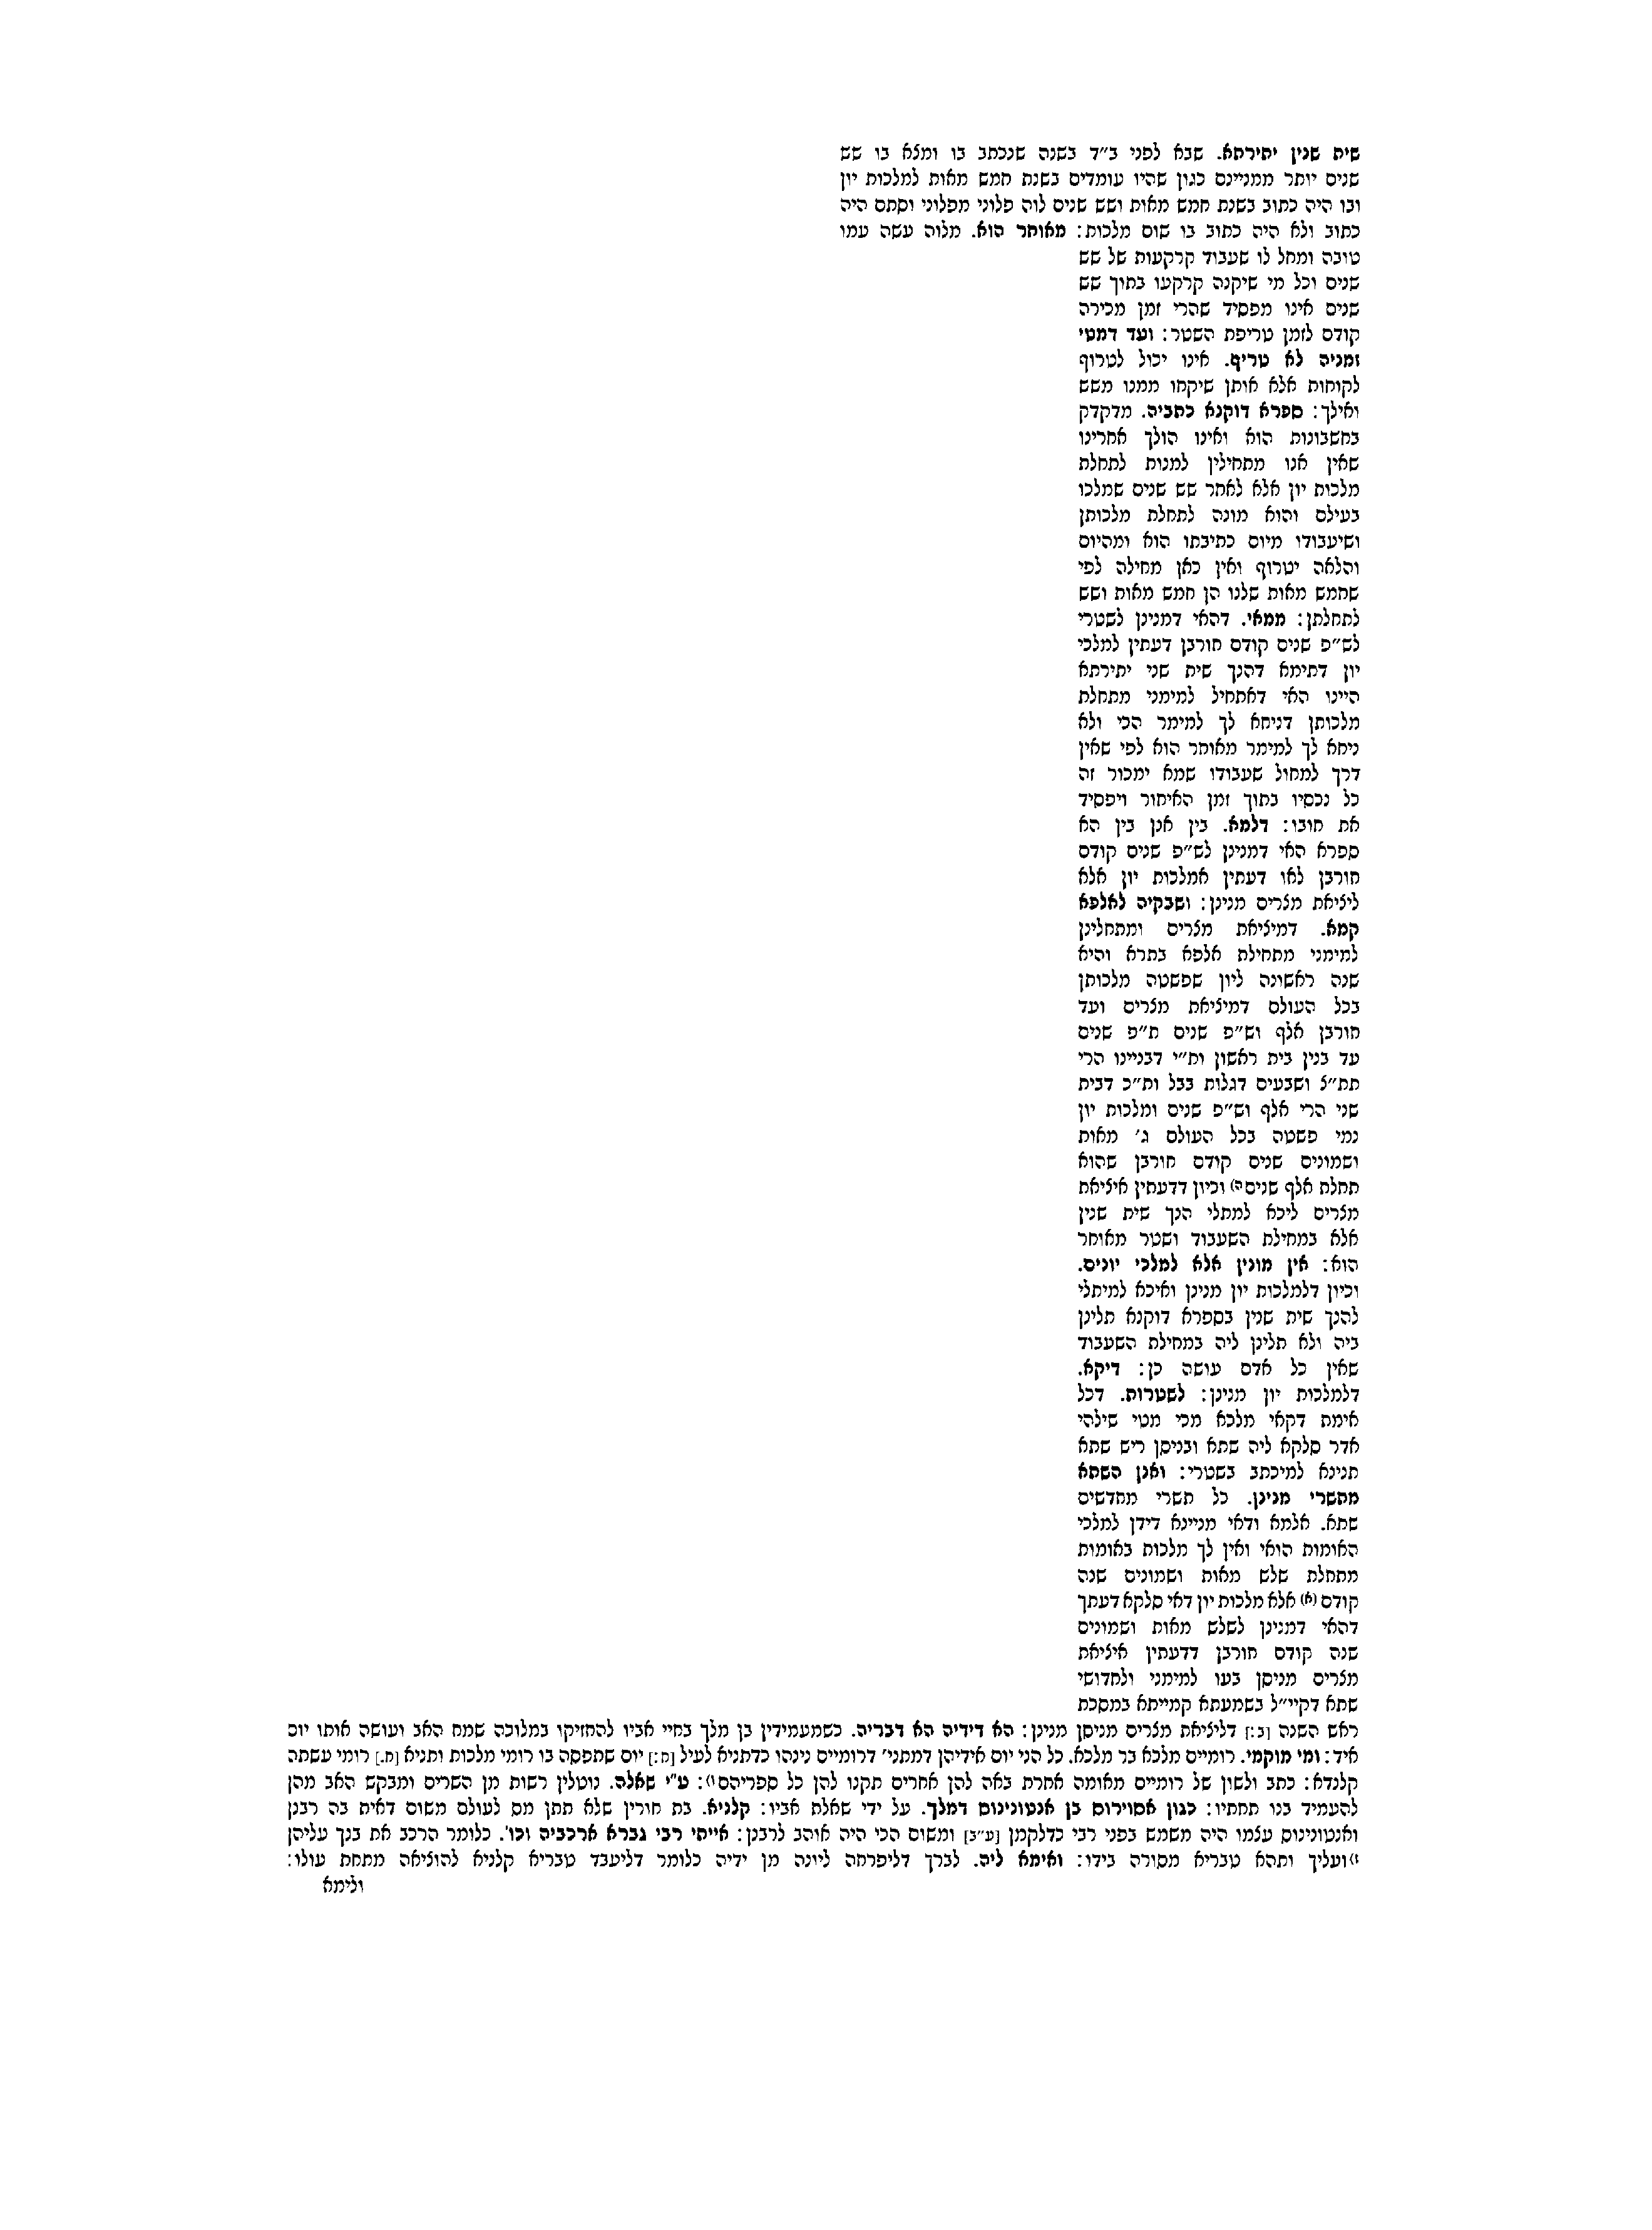 שית שנין יתירתא. שבא לפני ב״ד בשנה שנכתב בו ומצא בו שש
שנים יותר ממניינם כגון שהיו עומדים בשנת חמש מאות למלכות יון
ובו היה כתוב בשנת חמש מאות ושש שנים לוה פלוני מפלוני וסתם היה
כתוב ולא היה כתוב בו שום מלכות: מאוחר הוא. מלוה עשה עמו
טובה ומחל לו שעבוד קרקעות של שש
שנים וכל מי שיקנה קרקעו בתוך שש
שנים אינו מפסיד שהרי זמן מכירה
קודם לזמן טריפת השטר: ועד דמטי
זמניה לא טריף. אינו יכול לטרוף
לקוחות אלא אותן שיקחו ממנו משש
ואילך: ספרא דוקנא כתביה. מדקדק
בחשבונות הוא ואינו הולך אחרינו
שאין אנו מתחילין למנות לתחלת
מלכות יון אלא לאחר שש שנים שמלכו
בעילם והוא מונה לתחלת מלכותן
ושיעבודו מיום כתיבתו הוא ומהיום
והלאה יטרוף ואין כאן מחילה לפי
שחמש מאות שלנו הן חמש מאות ושש
לתחלתן: ממאי. דהאי דמנינן לשטרי
לש״פ שנים קודם חורבן דעתין למלכי
יון דתימא דהנך שית שני יתירתא
היינו האי דאתחיל למימני מתחלת
מלכותן דניחא לך למימר הכי ולא
ניחא לך למימר מאוחר הוא לפי שאין
דרך למחול שעבודו שמא ימכור זה
כל נכסיו בתוך זמן האיחור ויפסיד
את חובו: דלמא. בין אנן בין הא
ספרא האי דמנינן לש״פ שנים קודם
חורבן לאו דעתין אמלכות יון אלא
ליציאת מצרים מנינן: ושבקיה לאלפא
קמא. דמיציאת מצרים ומתחלינן
למימני מתחילת אלפא בתרא והיא
שנה ראשונה ליון שפשטה מלכותן
בכל העולם דמיציאת מצרים ועד
חורבן אלף וש״פ שנים ת״פ שנים
עד בנין בית ראשון ות״י דבניינו הרי
תת״צ ושבעים דגלות בבל ות״כ דבית
שני הרי אלף וש״פ שנים ומלכות יון
נמי פשטה בכל העולם ג׳ מאות
ושמונים שנים קודם חורבן שהוא
תחלת אלף שניםה) וכיון דדעתין איציאת
מצרים ליכא למתלי הנך שית שנין
אלא במחילת השעבוד ושטר מאוחר
הוא: אין מונין אלא למלכי יונים.
וכיון דלמלכות יון מנינן ואיכא למיתלי
להנך שית שנין בספרא דוקנא תלינן
ביה ולא תלינן ליה במחילת השעבוד
שאין כל אדם עושה כן: דיקא.
דלמלכות יון מנינן: לשטרות. דכל
אימת דקאי מלכא מכי מטי שילהי
אדר סלקא ליה שתא ובניסן ריש שתא
תנינא למיכתב בשטרי: ואנן השתא
מתשרי מנינן. כל תשרי מחדשים
שתא. אלמא ודאי מניינא דידן למלכי
האומות הואי ואין לך מלכות באומות
מתחלת שלש מאות ושמונים שנה
קודם (א) אלא מלכות יון דאי סלקא דעתך
דהאי דמנינן לשלש מאות ושמונים
שנה קודם חורבן דדעתין איציאת
מצרים מניסן בעו למימני ולחדושי
שתא דקיי״ל בשמעתא קמייתא במסכת
ראש השנה [ב:] דליציאת מצרים מניסן מנינן: הא דידיה הא דבריה. כשמעמידין בן מלך בחיי אביו להחזיקו במלוכה שמח האב ועושה אותו יום
איד: ומי מוקמי. רומיים מלכא בר מלכא. כל הני יום אידיהן דמתני׳ דרומיים נינהו כדתניא לעיל [ח:] יום שתפסה בו רומי מלכות ותניא [ח.] רומי עשתה
קלנדא: כתב ולשון של רומיים מאומה אחרת באה להן אחרים תקנו להן כל ספריהםו): ע״י שאלה. נוטלין רשות מן השרים ומבקש האב מהן
להעמיד בנו תחתיו: כגון אסוירוס בן אנטונינוס דמלך. על ידי שאלת אביו: קלניא. בת חורין שלא תתן מס לעולם משום דאית בה רבנן
ואנטונינוס עצמו היה משמש בפני רבי כדלקמן [ע״ב] ומשום הכי היה אוהב לרבנן: אייתי רבי גברא ארכביה וכו׳. כלומר הרכב את בנך עליהן
ז)ועליך ותהא טבריא מסורה בידו: ואימא ליה. לברך דליפרחה ליונה מן ידיה כלומר דליעבד טבריא קלניא להוציאה מתחת עולו:
ולימא